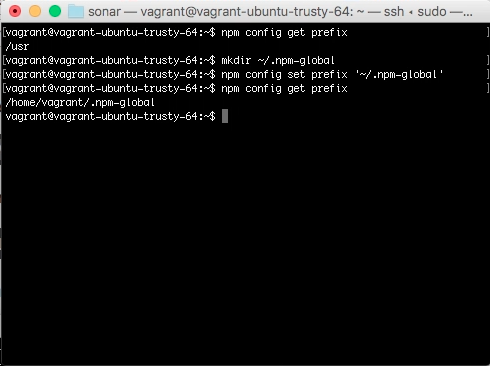 sonar — vagrant@vagrant-ubuntu-trusty-64: ~ — ssh ◂ sudo —...
[vagrant@vagrant-ubuntu-trusty-64:~$ npm config get prefix ]
/usr
[vagrant@vagrant-ubuntu-trusty-64:~$ mkdir ~/.npm-global ]
[vagrant@vagrant-ubuntu-trusty-64:~$ npm config set prefix '~/.npm-global' ]
[vagrant@vagrant-ubuntu-trusty-64:~$ npm config get prefix ]
/home/vagrant/.npm-global
vagrant@vagrant-ubuntu-trusty-64:~$